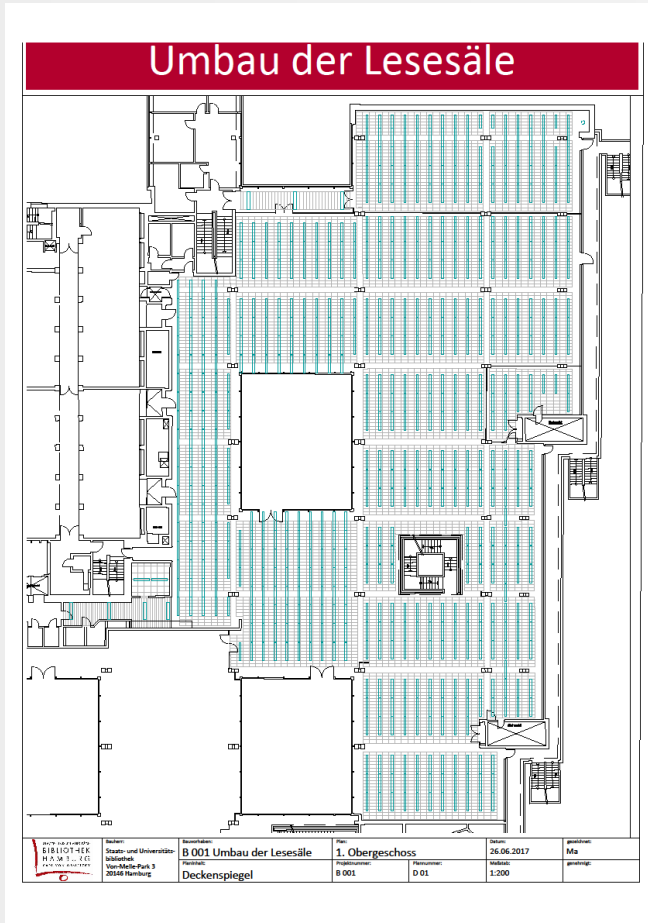 Umbau der Lesesäle
BIBLIOTHEK
HAMBURG
Bauherr:
Staats- und Universitäts-
bibliothek
Von-Melle-Park 3
20146 Hamburg
Bauvorhaben:
B 001 Umbau der Lesesäle
Planinhalt:
Deckenspiegel
Plan:
1. Obergeschoss
Projektnummer:
B 001
Plannummer:
D 01
Datum:
26.06.2017
Maßstab:
1:200
gezeichnet:
Ma
genehmigt: